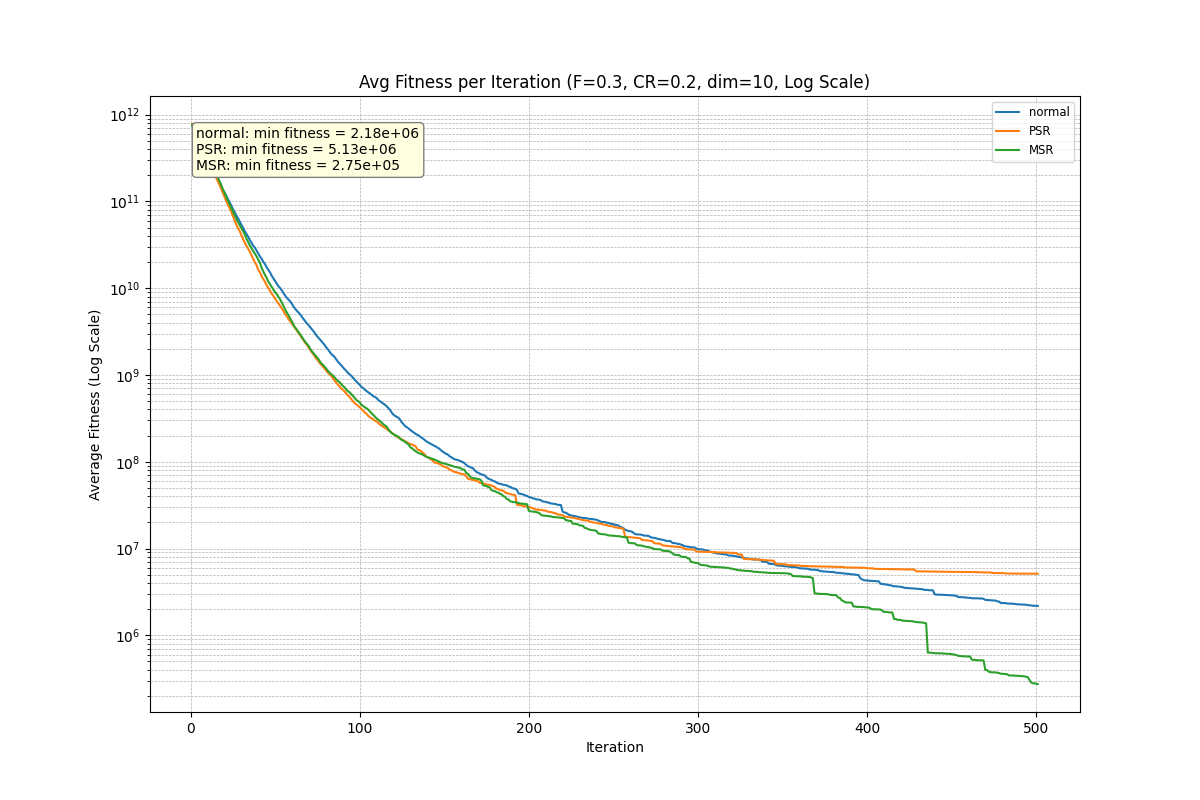 Avg Fitness per Iteration (F=0.3, CR=0.2, dim=10, Log Scale)
normal: min fitness = 2.18e+06
PSR: min fitness = 5.13e+06
MSR: min fitness = 2.75e+05
normal
PSR
MSR
Average Fitness (Log Scale)
10¹²
10¹¹
10¹⁰
10⁹
10⁸
10⁷
10⁶
0
100
200
300
400
500
Iteration